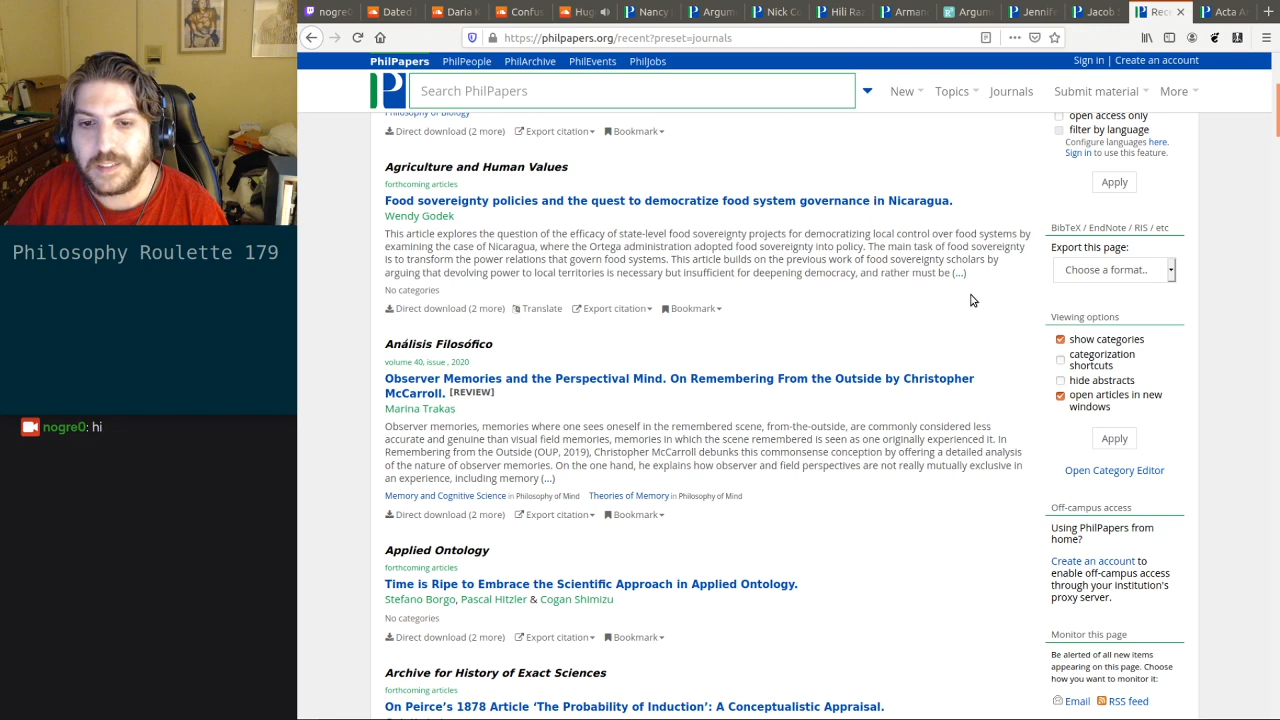 nogre0
Dated
Dark K
Confus
Hug
Nancy
Argum
Nick Co
Hili Raz
Argum
New A
Argum
Jennife
Jacob S
Rec
Acta A
https://philpapers.org/recent?preset=journals
PhilPapers PhilPeople PhilArchive PhilEvents PhilJobs
Sign in | Create an account
Search PhilPapers
New Topics Journals Submit material More
Philosophy of Biology
Direct download (2 more) Export citation Bookmark
Agriculture and Human Values
forthcoming articles
Food sovereignty policies and the quest to democratize food system governance in Nicaragua.
Wendy Godek
This article explores the question of the efficacy of state-level food sovereignty projects for democratizing local control over food systems by
examining the case of Nicaragua, where the Ortega administration adopted food sovereignty into policy. The main task of food sovereignty
is to transform the power relations that govern food systems. This article builds on the previous work of food sovereignty scholars by
arguing that devolving power to local territories is necessary but insufficient for deepening democracy, and rather must be (...)
No categories
Direct download (2 more) Translate Export citation Bookmark
Análisis Filosófico
volume 40, issue , 2020
Observer Memories and the Perspectival Mind. On Remembering From the Outside by Christopher
McCarroll. [REVIEW]
Marina Trakas
Observer memories, memories where one sees oneself in the remembered scene, from-the-outside, are commonly considered less
accurate and genuine than visual field memories, memories in which the scene remembered is seen as one originally experienced it. In
Remembering from the Outside (OUP, 2019), Christopher McCarroll debunks this commonsense conception by offering a detailed analysis
of the nature of observer memories. On the one hand, he explains how observer and field perspectives are not really mutually exclusive in
an experience, including memory (...)
Memory and Cognitive Science in Philosophy of Mind Theories of Memory in Philosophy of Mind
Direct download (2 more) Export citation Bookmark
Applied Ontology
forthcoming articles
Time is Ripe to Embrace the Scientific Approach in Applied Ontology.
Stefano Borgo, Pascal Hitzler & Cogan Shimizu
No categories
Direct download (2 more) Export citation Bookmark
Archive for History of Exact Sciences
forthcoming articles
On Peirce's 1878 Article 'The Probability of Induction': A Conceptualistic Appraisal.
open access only
filter by language
Configure languages here.
Sign in to use this feature.
Apply
BibTeX / EndNote / RIS / etc
Export this page:
Choose a format..
Viewing options
show categories
categorization
shortcuts
hide abstracts
open articles in new
windows
Apply
Open Category Editor
Off-campus access
Using PhilPapers from
home?
Create an account to
enable off-campus access
through your institution's
proxy server.
Monitor this page
Be alerted of all new items
appearing on this page. Choose
how you want to monitor it:
Email RSS feed
Philosophy Roulette 179
nogre0: hi